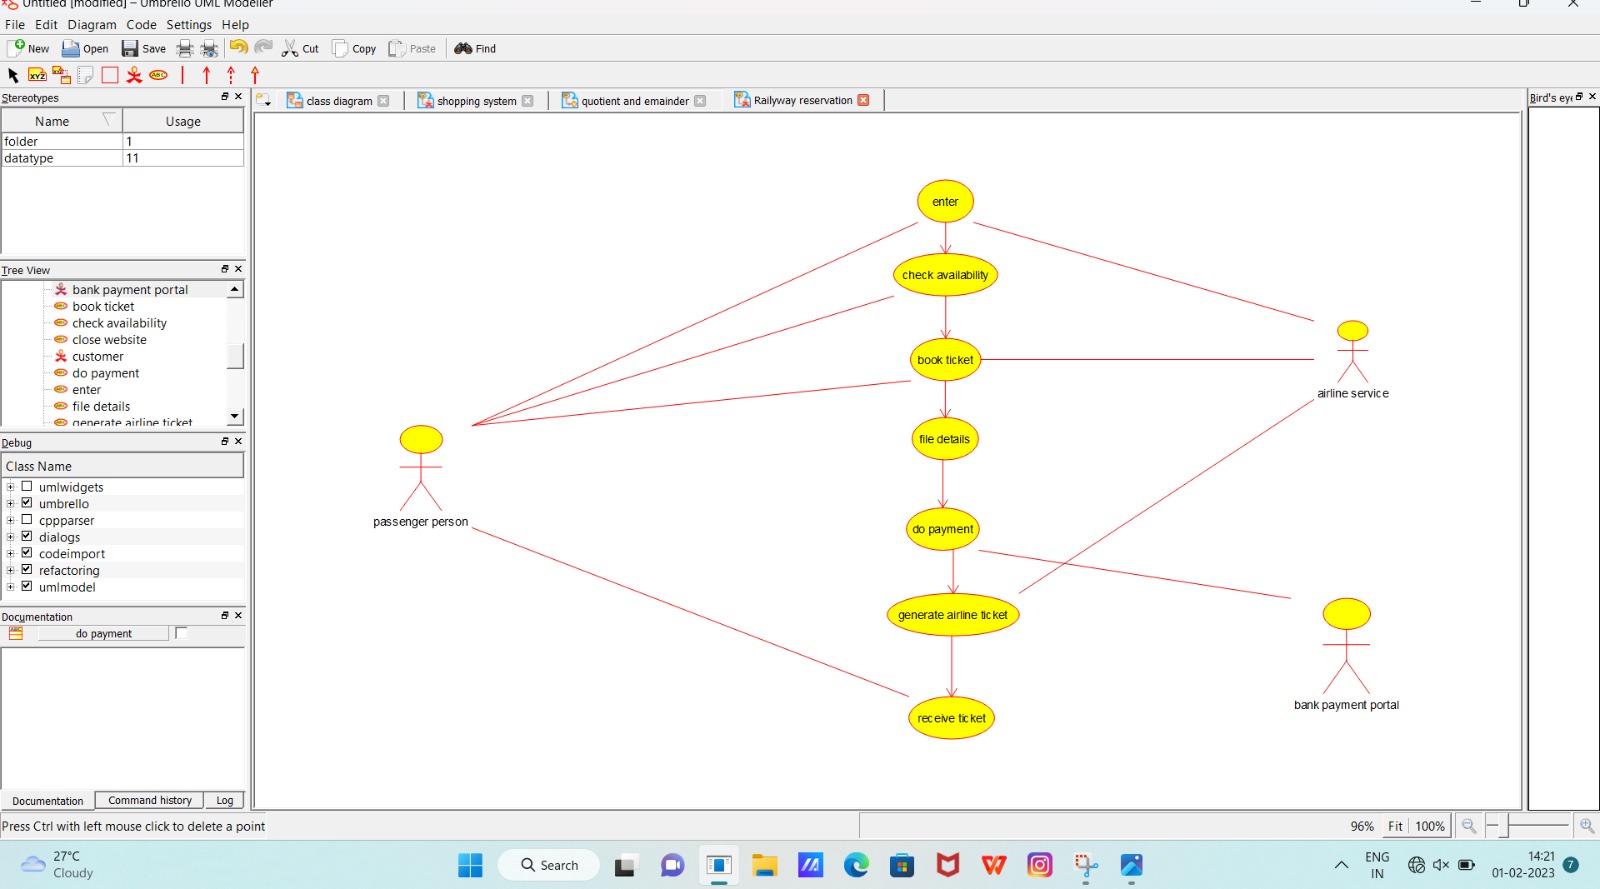 Untitled [modified] – Umbrello UML Modeller
File Edit Diagram Code Settings Help
New Open Save Cut Copy Paste Find
XYZ ABC
Stereotypes
Name Usage
folder 1
datatype 11
Tree View
bank payment portal
book ticket
check availability
close website
customer
do payment
enter
file details
generate airline ticket
Debug
Class Name
umlwidgets
umbrello
cppparser
dialogs
codeimport
refactoring
umlmodel
Documentation
do payment
Documentation Command history Log
Press Ctrl with left mouse click to delete a point
class diagram shopping system quotient and emainder Railyway reservation
Bird's eye
enter
check availability
book ticket
airline service
file details
passenger person
do payment
generate airline ticket
bank payment portal
receive ticket
96% Fit 100%
27°C
Cloudy
Search
ENG
IN
14:21
01-02-2023
7